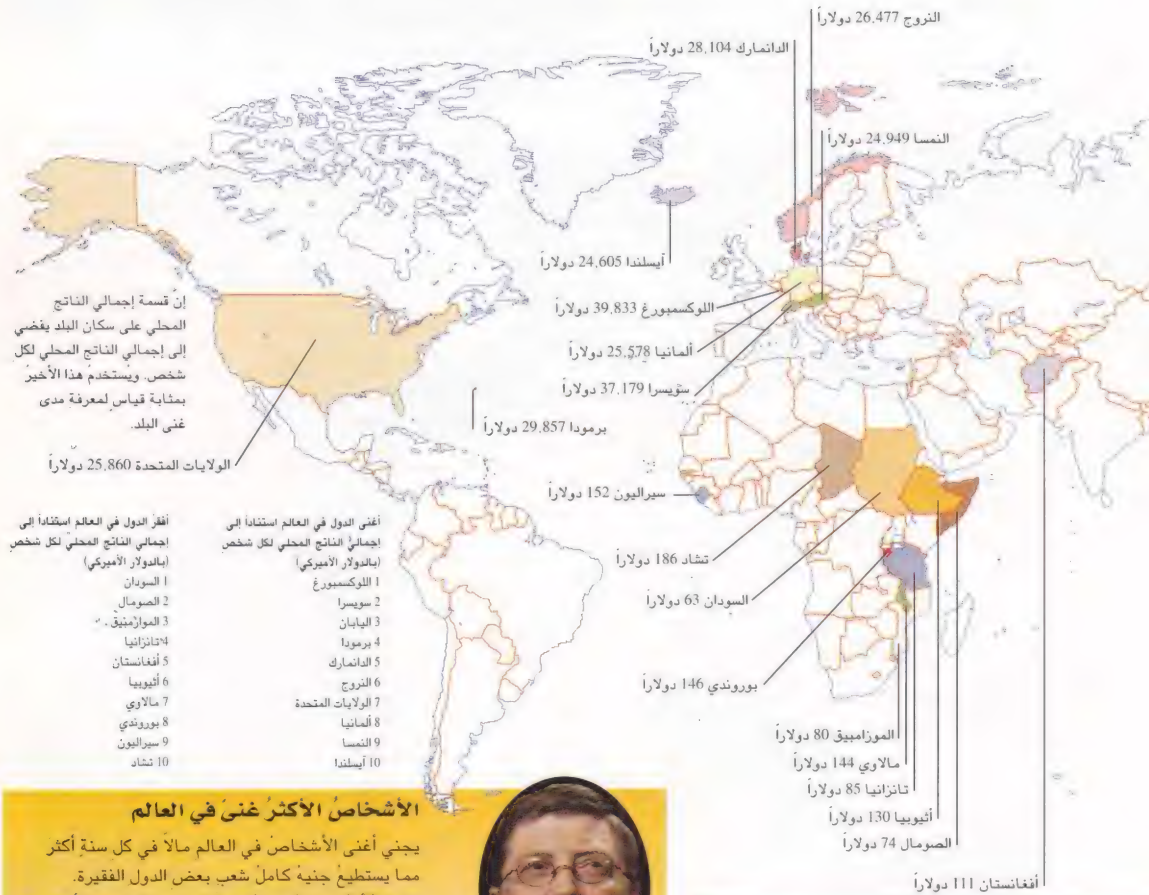 النروج 26,477 دولاراً
الدانمارك 28,104 دولاراً
النمسا 24,949 دولاراً
آيسلندا 24,605 دولاراً
اللوكسمبورغ 39,833 دولاراً
ألمانيا 25,578 دولاراً
سويسرا 37,179 دولاراً
برمودا 29,857 دولاراً
إنّ قسمة إجمالي الناتج
المحلي على سكان البلد يفضي
إلى إجمالي الناتج المحلي لكل
شخص. ويُستخدمُ هذا الأخيرُ
بمثابة قياسٍ لمعرفة مدى
غنى البلد.
الولايات المتحدة 25,860 دولاراً
سيراليون 152 دولاراً
تشاد 186 دولاراً
السودان 63 دولاراً
بوروندي 146 دولاراً
الموزامبيق 80 دولاراً
مالاوي 144 دولاراً
تانزانيا 85 دولاراً
أثيوبيا 130 دولاراً
الصومال 74 دولاراً
أفغانستان 111 دولاراً
أغنى الدول في العالم استناداً إلى
إجماليُّ الناتج المحلي لكل شخص
(بالدولار الأميركي)
1 اللوكسمبورغ
2 سويسرا
3 اليابان
4 برمودا
5 الدانمارك
6 النروج
7 الولايات المتحدة
8 ألمانيا
9 النمسا
10 آيسلندا
أفقرُ الدول في العالم استناداً إلى
إجمالي الناتج المحليّ لكل شخص
(بالدولار الأميركي)
1 السودان
2 الصومال
3 الموازمبيق
4 تانزانيا
5 أفغانستان
6 أثيوبيا
7 مالاوي
8 بوروندي
9 سيراليون
10 تشاد
الأشخاصُ الأكثرُ غنىً في العالم
يجني أغنى الأشخاصُ في العالم مالاً في كل سنةٍ أكثر
مما يستطيعُ جنيهُ كاملُ شعبِ بعض الدول الفقيرة.